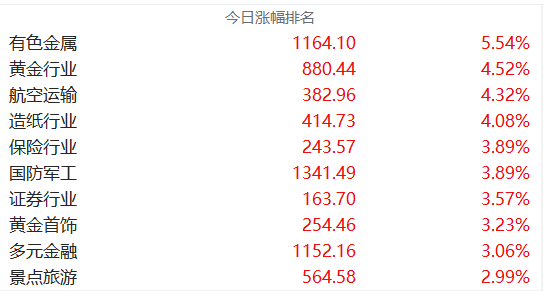 今日涨幅排名
有色金属 1164.10 5.54%
黄金行业 880.44 4.52%
航空运输 382.96 4.32%
造纸行业 414.73 4.08%
保险行业 243.57 3.89%
国防军工 1341.49 3.89%
证券行业 163.70 3.57%
黄金首饰 254.46 3.23%
多元金融 1152.16 3.06%
景点旅游 564.58 2.99%